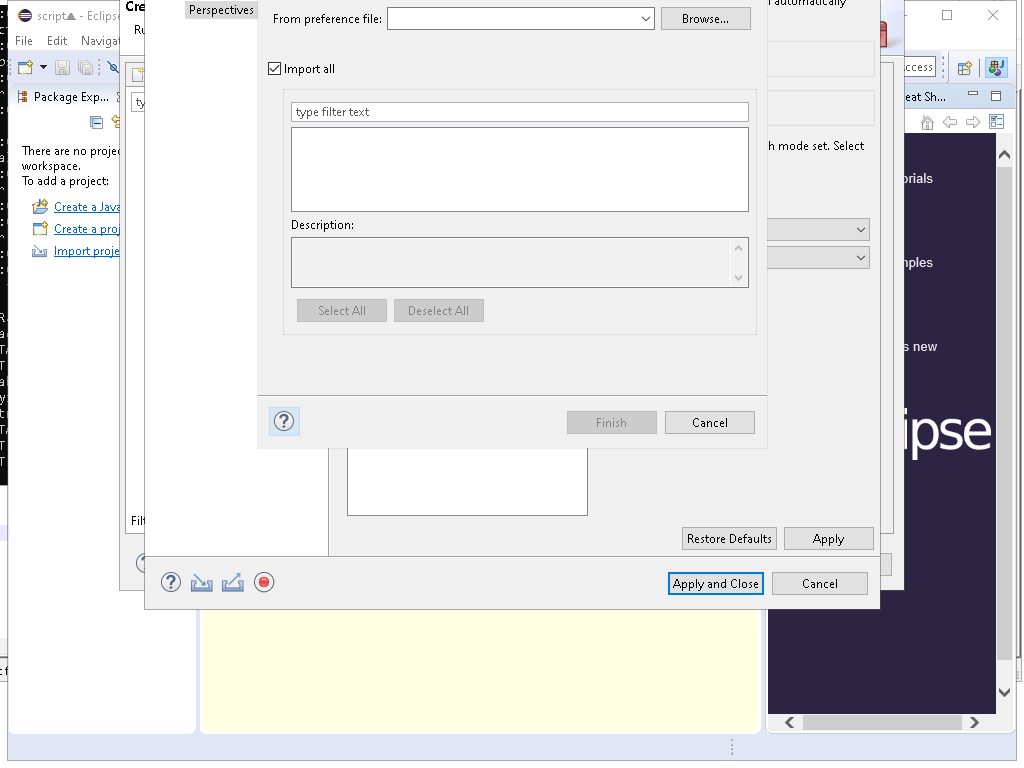 script - Eclipse
File Edit Navigat
Package Exp...
There are no proje
workspace.
To add a project:
Create a Java
Create a proj
Import proje
Cre
Ru
ty
Filt
Perspectives
From preference file:
Browse...
Import all
type filter text
Description:
Select All
Deselect All
Finish
Cancel
automatically
h mode set. Select
Restore Defaults
Apply
Apply and Close
Cancel
ccess
eat Sh...
orials
mples
s new
ipse